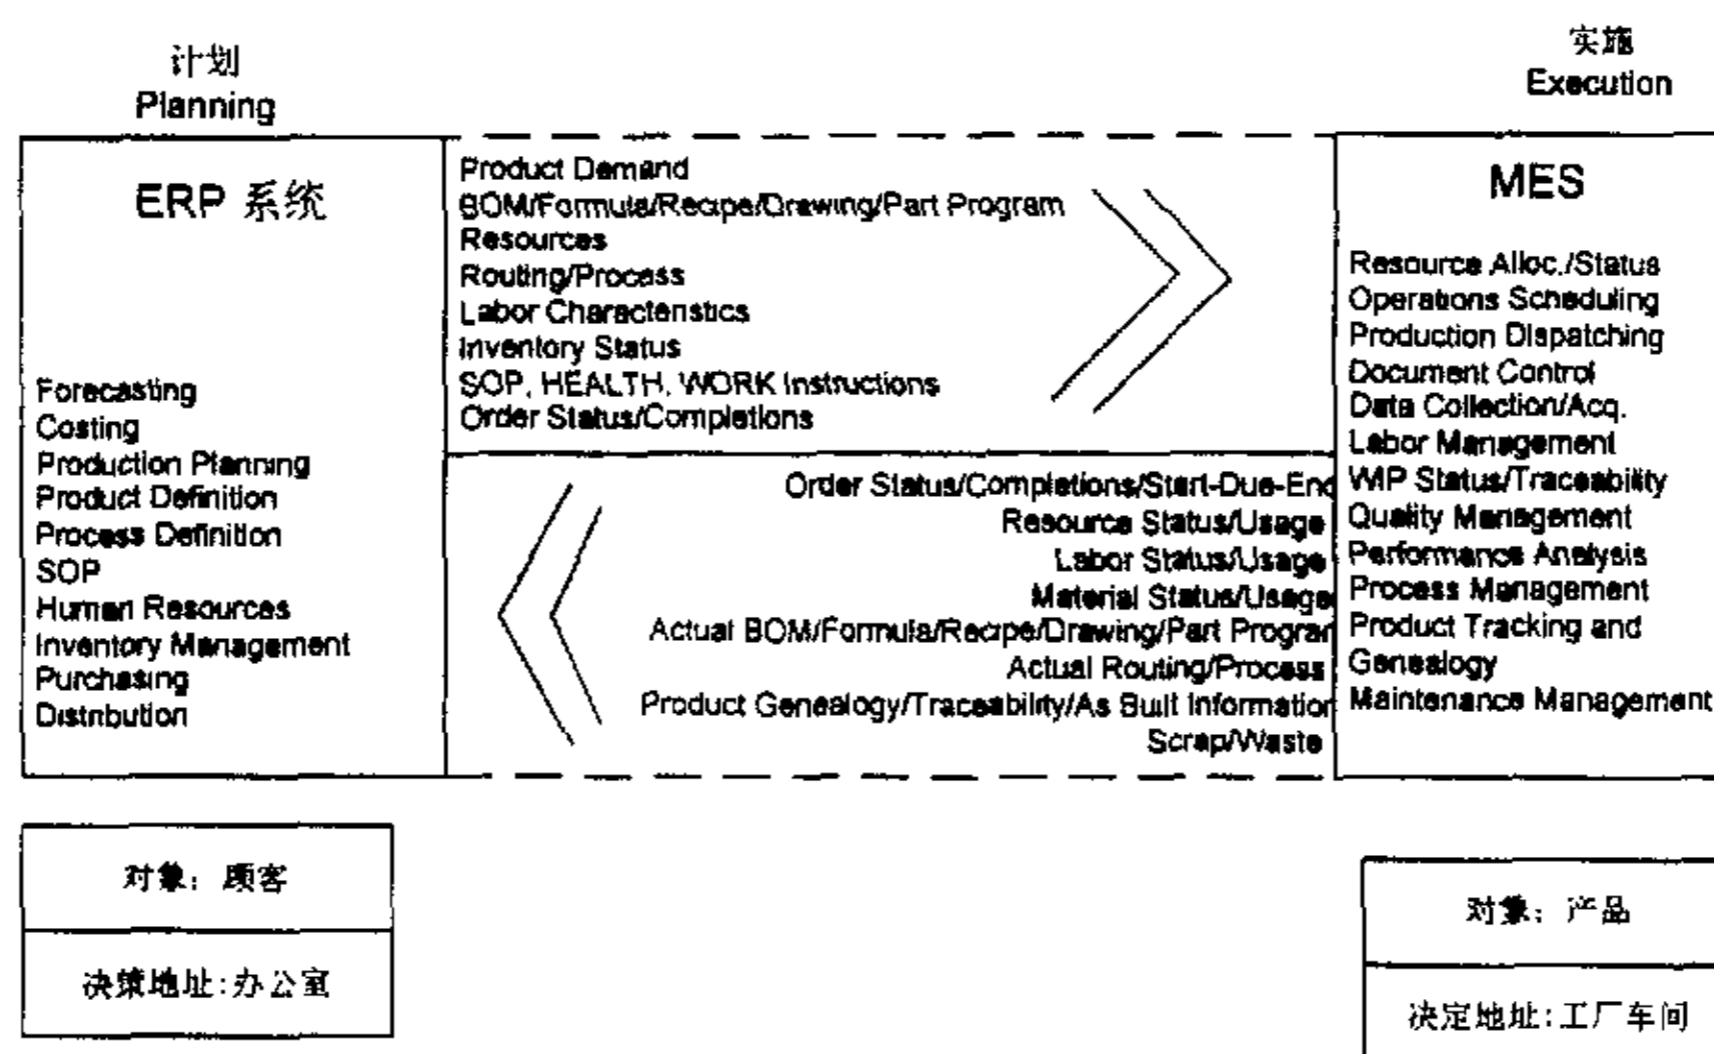 计划
Planning
实施
Execution
ERP 系统
Forecasting
Costing
Production Planning
Product Definition
Process Definition
SOP
Human Resources
Inventory Management
Purchasing
Distribution
Product Demand
BOM/Formula/Recipe/Drawing/Part Program
Resources
Routing/Process
Labor Characteristics
Inventory Status
SOP, HEALTH, WORK Instructions
Order Status/Completions
Order Status/Completions/Start-Due-End
Resource Status/Usage
Labor Status/Usage
Material Status/Usage
Actual BOM/Formula/Recipe/Drawing/Part Program
Actual Routing/Process
Product Genealogy/Traceability/As Built Information
Scrap/Waste
MES
Resource Alloc./Status
Operations Scheduling
Production Dispatching
Document Control
Data Collection/Acq.
Labor Management
WIP Status/Traceability
Quality Management
Performance Analysis
Process Management
Product Tracking and
Genealogy
Maintenance Management
对象: 顾客
决策地址:办公室
对象: 产品
决定地址:工厂车间